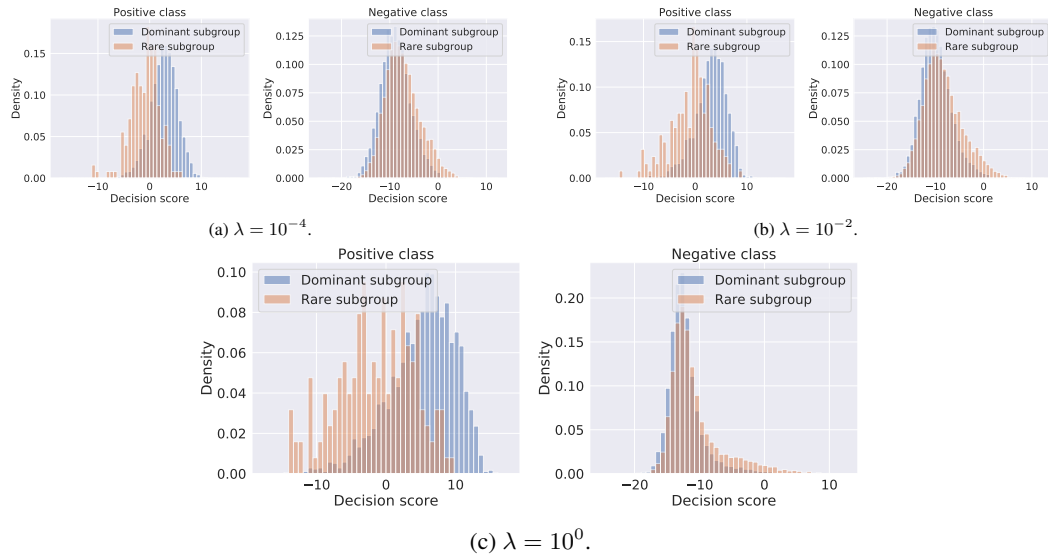 Positive class
Dominant subgroup
Rare subgroup
Density
0.15
0.10
0.05
0.00
−10
0
10
Decision score
Negative class
Dominant subgroup
Rare subgroup
Density
0.125
0.100
0.075
0.050
0.025
0.000
−20
−10
0
10
Decision score
(a) λ = 10⁻⁴.
Positive class
Dominant subgroup
Rare subgroup
Density
0.15
0.10
0.05
0.00
−10
0
10
Decision score
Negative class
Dominant subgroup
Rare subgroup
Density
0.125
0.100
0.075
0.050
0.025
0.000
−20
−10
0
10
Decision score
(b) λ = 10⁻².
Positive class
Dominant subgroup
Rare subgroup
Density
0.10
0.08
0.06
0.04
0.02
0.00
−10
0
10
Decision score
Negative class
Dominant subgroup
Rare subgroup
Density
0.20
0.15
0.10
0.05
0.00
−20
−10
0
10
Decision score
(c) λ = 10⁰.